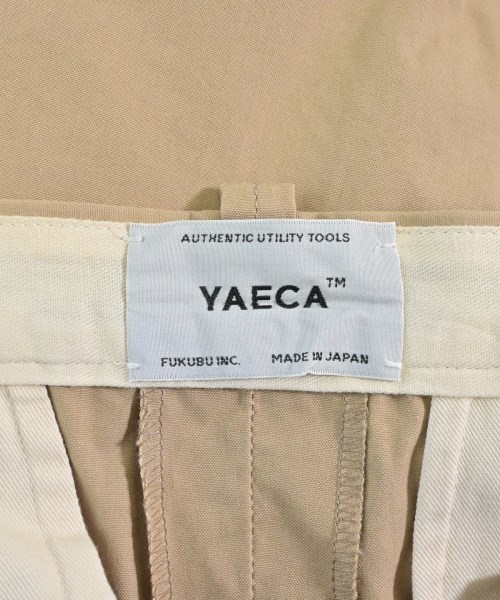 AUTHENTIC UTILITY TOOLS
YAECA™
FUKUBU INC. MADE IN JAPAN